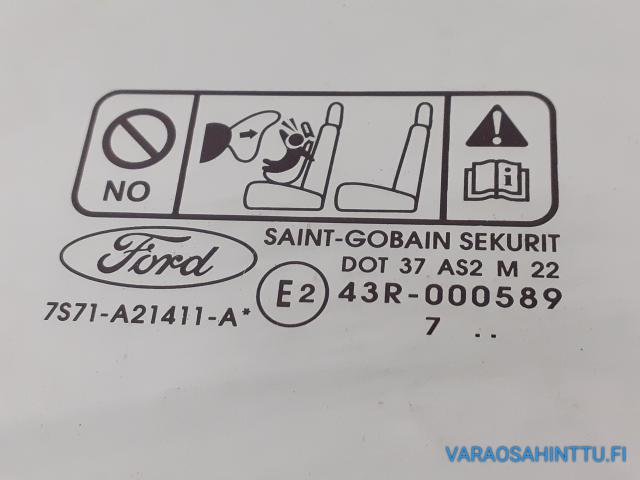 NO
i
Ford
SAINT-GOBAIN SEKURIT
DOT 37 AS2 M 22
E2
43R-000589
7S71-A21411-A*
7 ..
VARAOSAHINTTU.FI